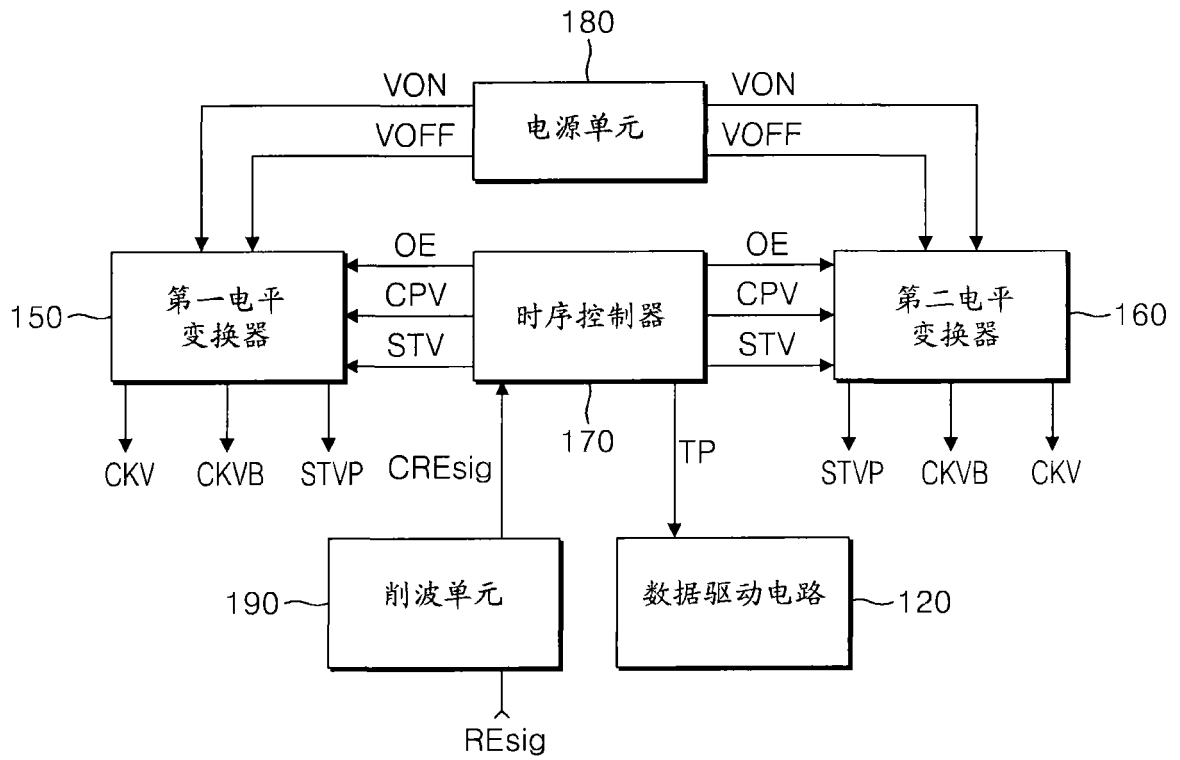 180
VON
VON
VOFF
电源单元
VOFF
OE
OE
第一电平
变换器
CPV
时序控制器
CPV
第二电平
变换器
150
160
STV
STV
170
TP
CKV
CKVB
STVP
CREsig
STVP
CKVB
CKV
190
削波单元
数据驱动电路
120
REsig